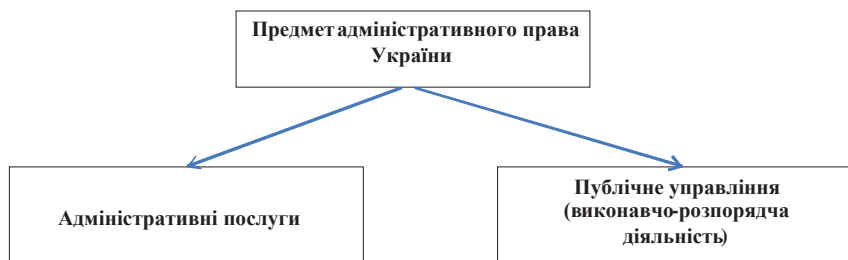 Предмет адміністративного права
України
Адміністративні послуги
Публічне управління
(виконавчо-розпорядча
діяльність)